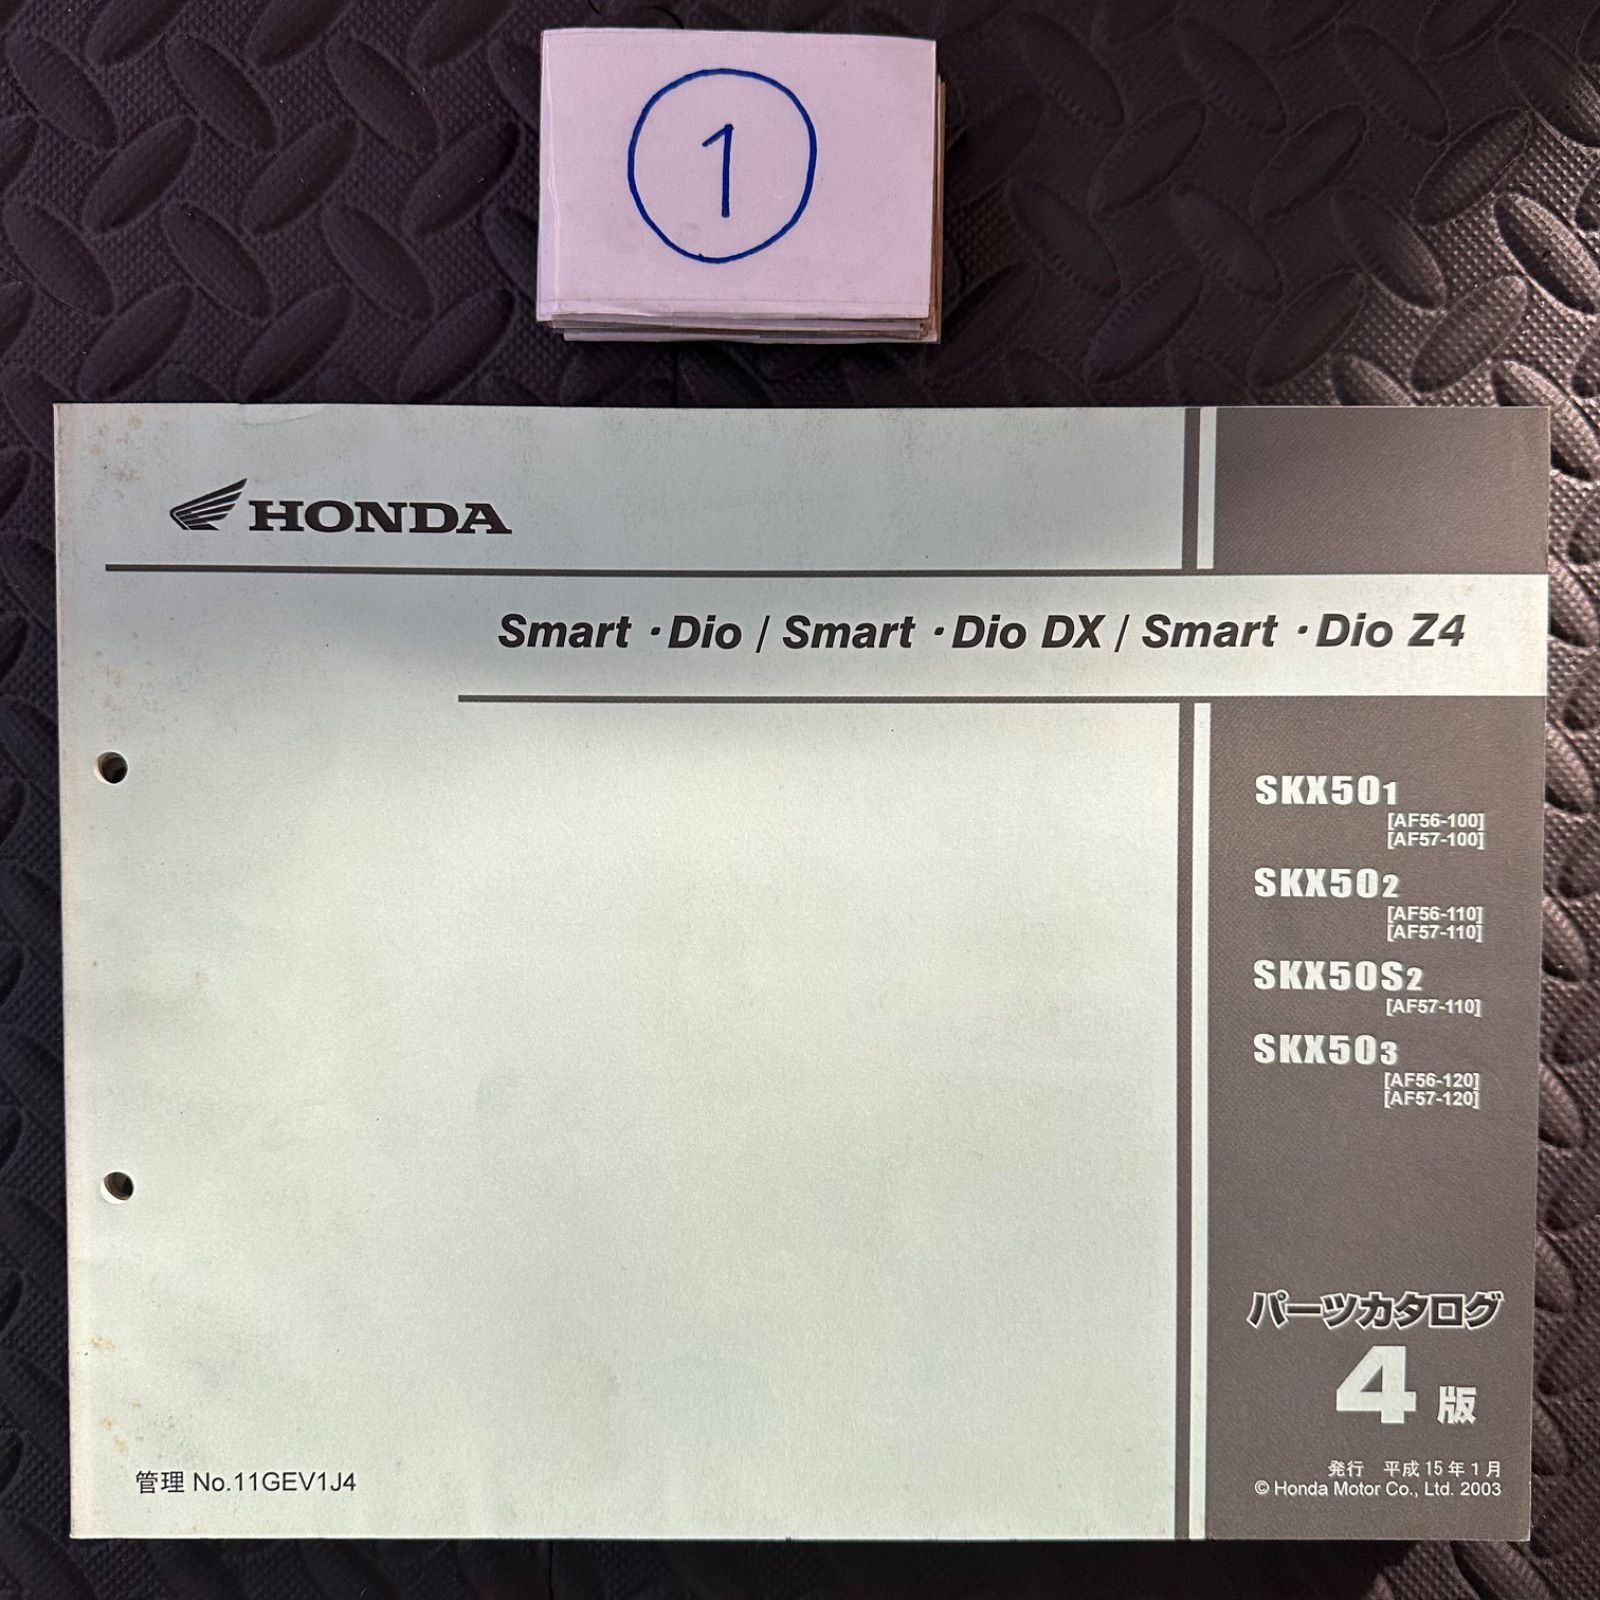 1
HONDA
Smart・Dio / Smart・Dio DX / Smart・Dio Z4
SKX501
[AF56-100]
[AF57-100]
SKX502
[AF56-110]
[AF57-110]
SKX50S2
[AF57-110]
SKX503
[AF56-120]
[AF57-120]
パーツカタログ
4版
管理 No.11GEV1J4
発行 平成15年1月
© Honda Motor Co., Ltd. 2003